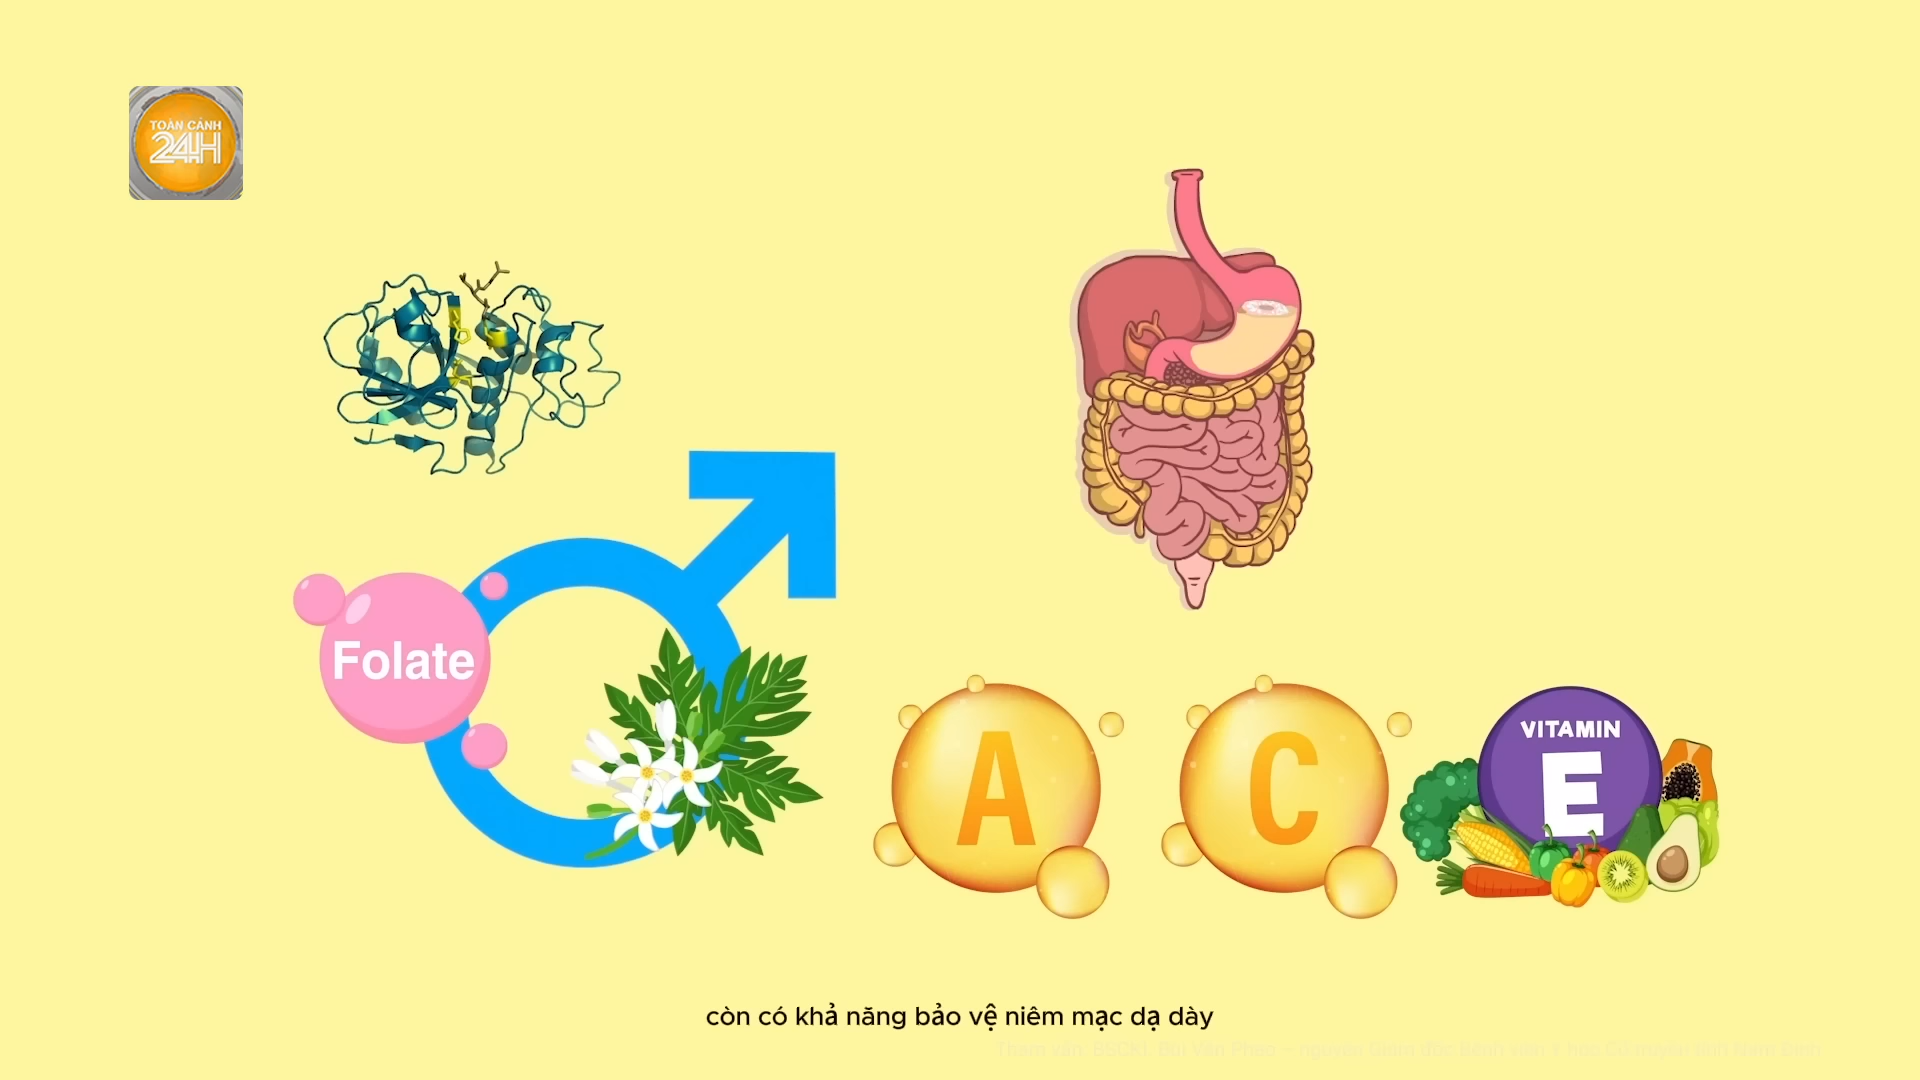 TOÀN CẢNH
24H
Folate
A
C
VITAMIN
E
còn có khả năng bảo vệ niêm mạc dạ dày